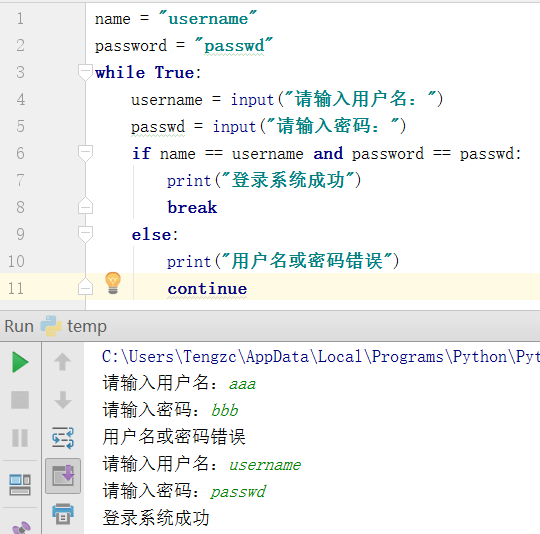 1 name = "username"
2 password = "passwd"
3 while True:
4 username = input("请输入用户名：")
5 passwd = input("请输入密码：")
6 if name == username and password == passwd:
7 print("登录系统成功")
8 break
9 else:
10 print("用户名或密码错误")
11 continue
Run temp
C:\Users\Tengzc\AppData\Local\Programs\Python\Pyt
请输入用户名：aaa
请输入密码：bbb
用户名或密码错误
请输入用户名：username
请输入密码：passwd
登录系统成功